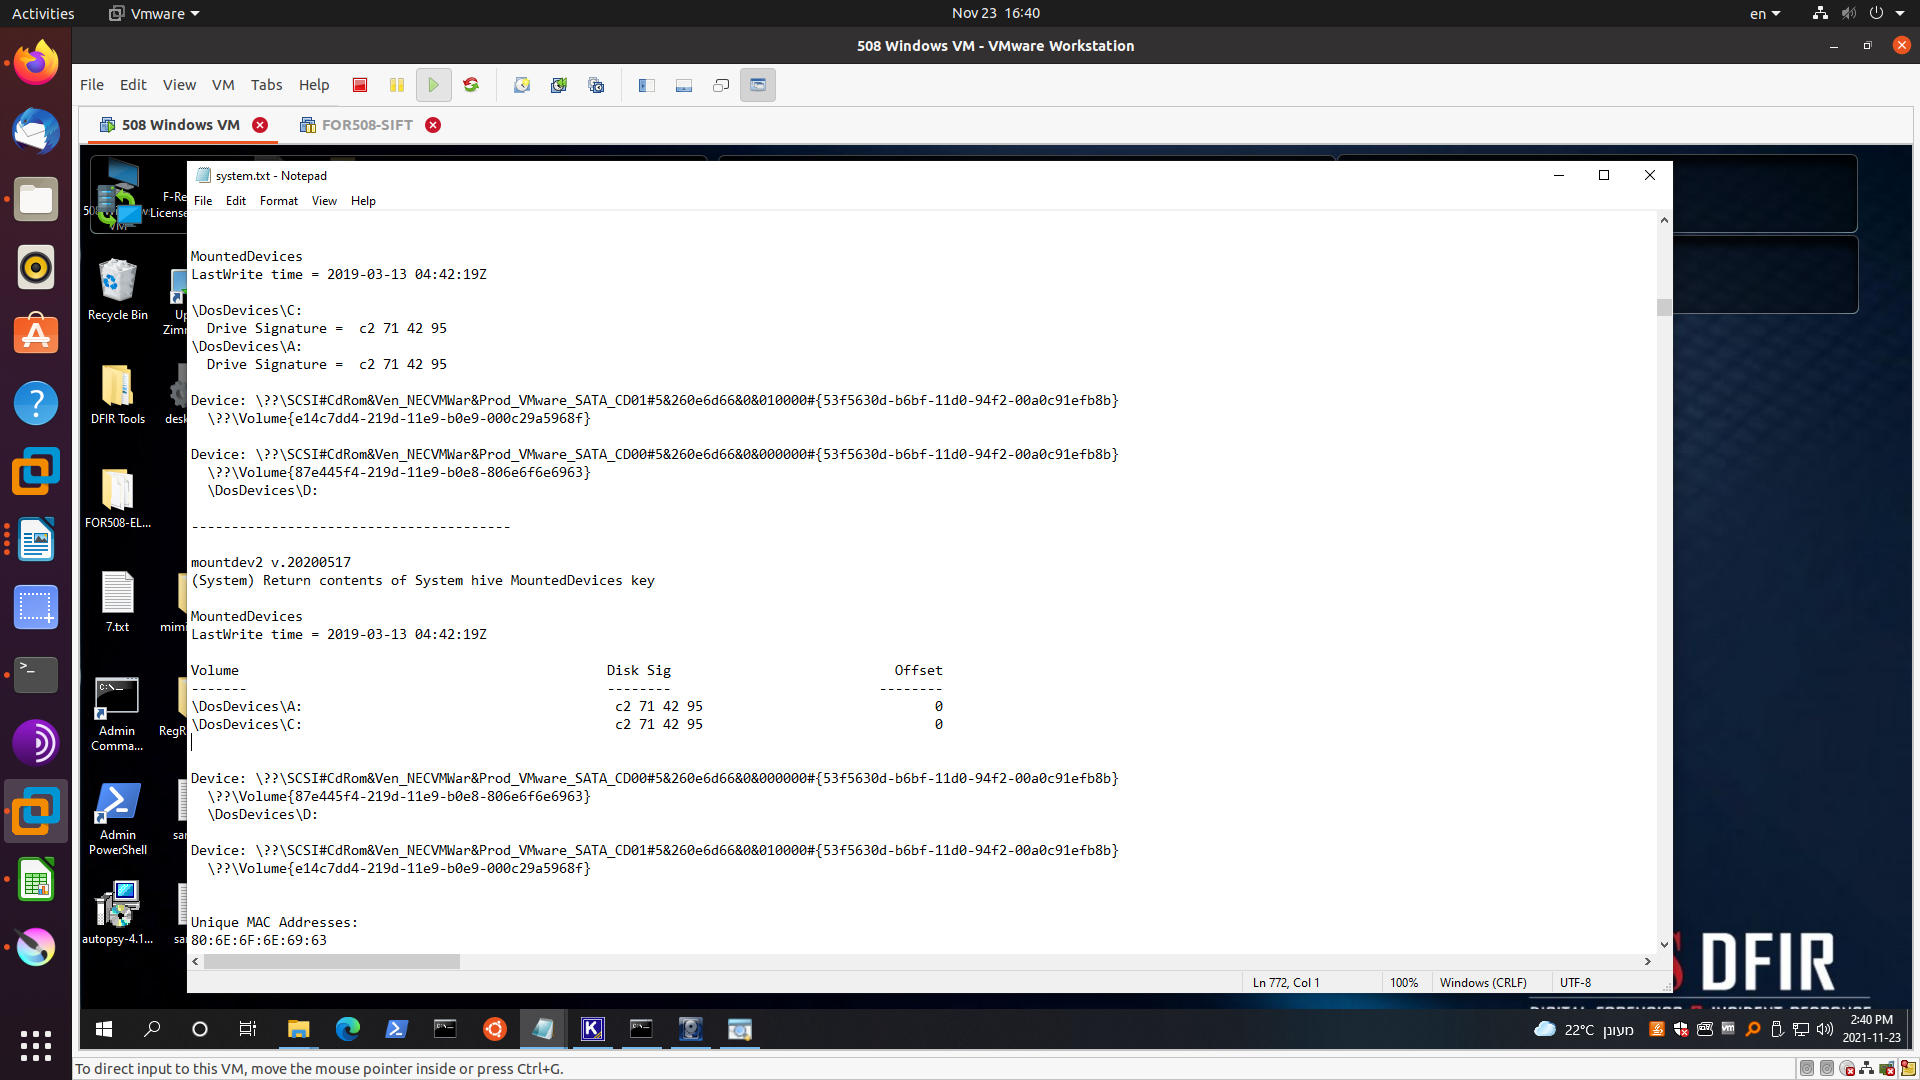 Activities
Vmware
Nov 23 16:40
en
508 Windows VM - VMware Workstation
File Edit View VM Tabs Help
508 Windows VM
FOR508-SIFT
F-Re
License
VM
Recycle Bin
Up
Zimm
DFIR Tools
desk
FOR508-EL...
7.txt
mimi
Admin
Comma...
RegR
Admin
PowerShell
sar
autopsy-4.1...
sar
system.txt - Notepad
File Edit Format View Help
MountedDevices
LastWrite time = 2019-03-13 04:42:19Z
\DosDevices\C:
Drive Signature = c2 71 42 95
\DosDevices\A:
Drive Signature = c2 71 42 95
Device: \??\SCSI#CdRom&Ven_NECVMWar&Prod_VMware_SATA_CD01#5&260e6d66&0&010000#{53f5630d-b6bf-11d0-94f2-00a0c91efb8b}
\??\Volume{e14c7dd4-219d-11e9-b0e9-000c29a5968f}
Device: \??\SCSI#CdRom&Ven_NECVMWar&Prod_VMware_SATA_CD00#5&260e6d66&0&000000#{53f5630d-b6bf-11d0-94f2-00a0c91efb8b}
\??\Volume{87e445f4-219d-11e9-b0e8-806e6f6e6963}
\DosDevices\D:
----------------------------------------
mountdev2 v.20200517
(System) Return contents of System hive MountedDevices key
MountedDevices
LastWrite time = 2019-03-13 04:42:19Z
Volume Disk Sig Offset
------- -------- --------
\DosDevices\A: c2 71 42 95 0
\DosDevices\C: c2 71 42 95 0
Device: \??\SCSI#CdRom&Ven_NECVMWar&Prod_VMware_SATA_CD00#5&260e6d66&0&000000#{53f5630d-b6bf-11d0-94f2-00a0c91efb8b}
\??\Volume{87e445f4-219d-11e9-b0e8-806e6f6e6963}
\DosDevices\D:
Device: \??\SCSI#CdRom&Ven_NECVMWar&Prod_VMware_SATA_CD01#5&260e6d66&0&010000#{53f5630d-b6bf-11d0-94f2-00a0c91efb8b}
\??\Volume{e14c7dd4-219d-11e9-b0e9-000c29a5968f}
Unique MAC Addresses:
80:6E:6F:6E:69:63
Ln 772, Col 1
100%
Windows (CRLF)
UTF-8
DFIR
22°C מעונן
2:40 PM
2021-11-23
To direct input to this VM, move the mouse pointer inside or press Ctrl+G.